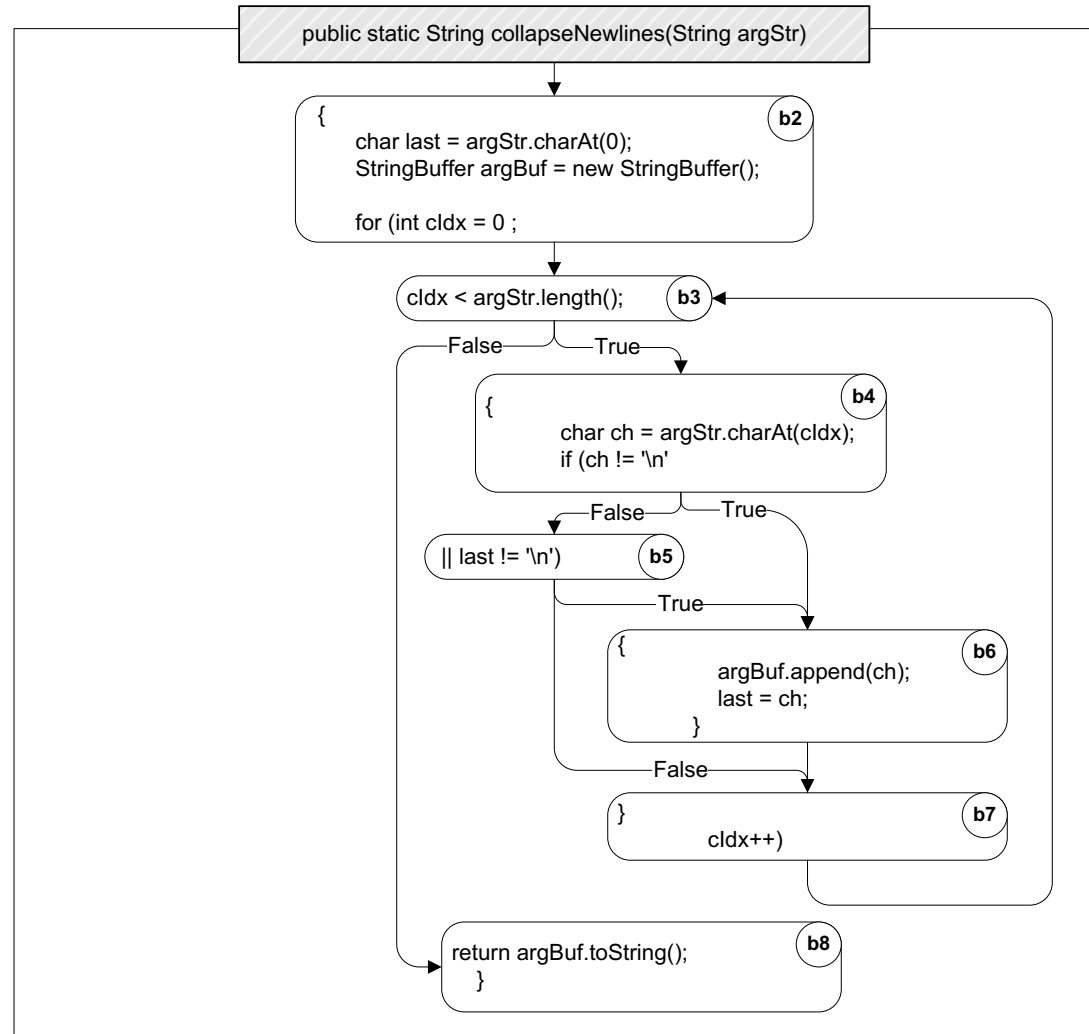 public static String collapseNewlines(String argStr)
{
b2
char last = argStr.charAt(0);
StringBuffer argBuf = new StringBuffer();
for (int cIdx = 0 ;
cIdx < argStr.length();
b3
False
True
{
b4
char ch = argStr.charAt(cIdx);
if (ch != '\n'
False
True
|| last != '\n')
b5
True
{
b6
argBuf.append(ch);
last = ch;
}
False
}
b7
cIdx++)
return argBuf.toString();
b8
}